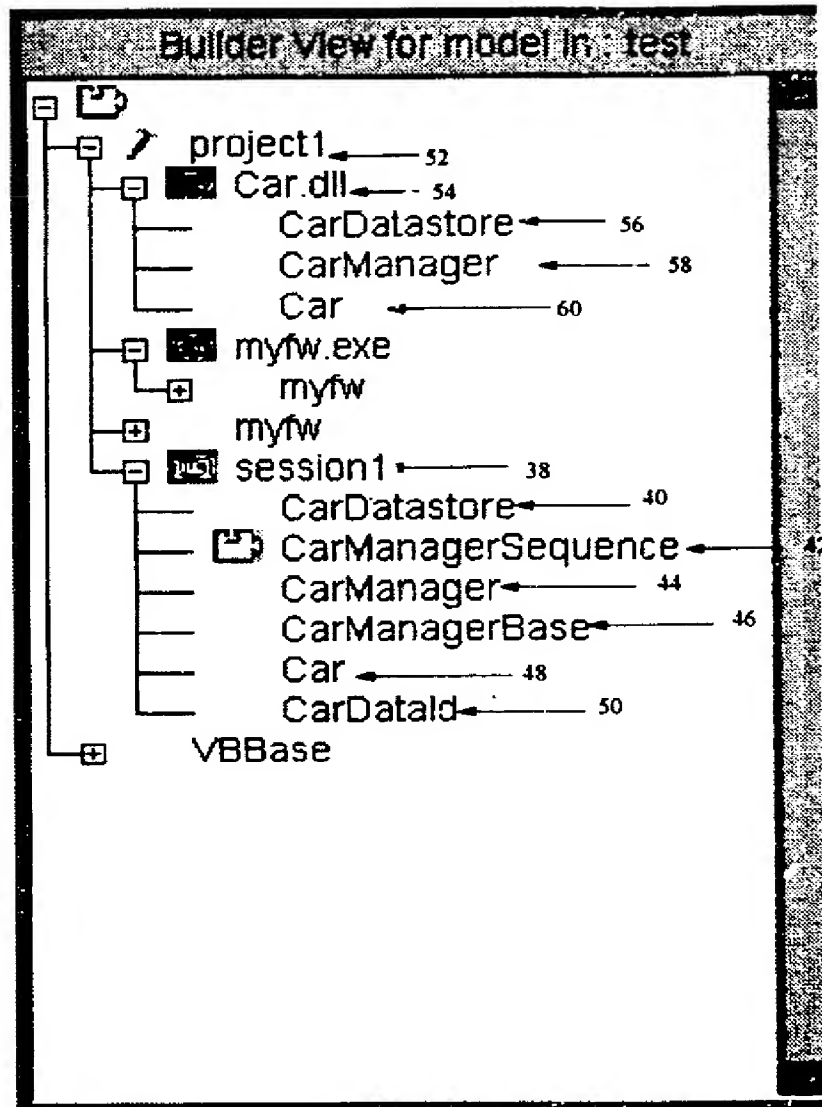 Builder View for model in : test
project1 52
Car.dll 54
CarDatastore 56
CarManager 58
Car 60
myfw.exe
myfw
myfw
session1 38
CarDatastore 40
CarManagerSequence 42
CarManager 44
CarManagerBase 46
Car 48
CarDataId 50
VBBase